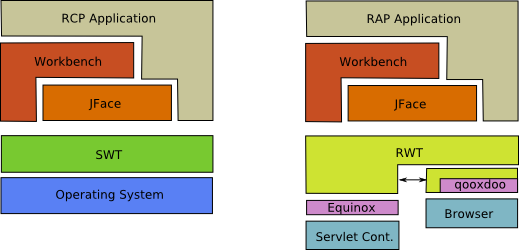 RCP Application
Workbench
JFace
SWT
Operating System
RAP Application
Workbench
JFace
RWT
qooxdoo
Equinox
Browser
Servlet Cont.